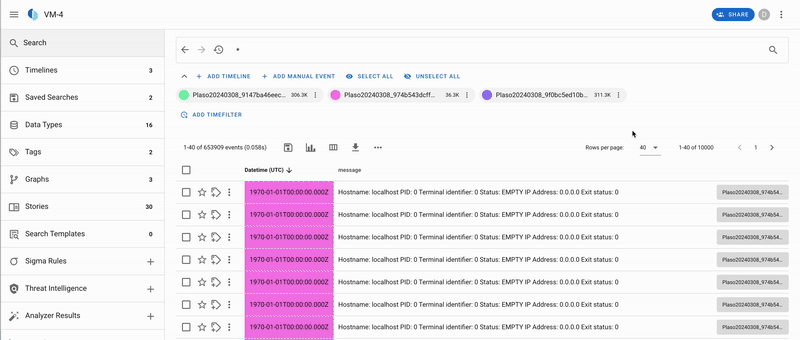 VM-4
SHARE
D
Search
Timelines 3
Saved Searches 2
Data Types 16
Tags 2
Graphs 3
Stories 30
Search Templates 0
Sigma Rules
Threat Intelligence
Analyzer Results
*
ADD TIMELINE ADD MANUAL EVENT SELECT ALL UNSELECT ALL
Plaso20240308_9147ba46eec... 306.3K Plaso20240308_974b543dcff... 36.3K Plaso20240308_9f0bc5ed10b... 311.3K
ADD TIMEFILTER
1-40 of 653909 events (0.058s) Rows per page: 40 1-40 of 10000 1
Datetime (UTC) message
1970-01-01T00:00:00.000Z Hostname: localhost PID: 0 Terminal identifier: 0 Status: EMPTY IP Address: 0.0.0.0 Exit status: 0 Plaso20240308_974b54...
1970-01-01T00:00:00.000Z Hostname: localhost PID: 0 Terminal identifier: 0 Status: EMPTY IP Address: 0.0.0.0 Exit status: 0 Plaso20240308_974b54...
1970-01-01T00:00:00.000Z Hostname: localhost PID: 0 Terminal identifier: 0 Status: EMPTY IP Address: 0.0.0.0 Exit status: 0 Plaso20240308_974b54...
1970-01-01T00:00:00.000Z Hostname: localhost PID: 0 Terminal identifier: 0 Status: EMPTY IP Address: 0.0.0.0 Exit status: 0 Plaso20240308_974b54...
1970-01-01T00:00:00.000Z Hostname: localhost PID: 0 Terminal identifier: 0 Status: EMPTY IP Address: 0.0.0.0 Exit status: 0 Plaso20240308_974b54...
1970-01-01T00:00:00.000Z Hostname: localhost PID: 0 Terminal identifier: 0 Status: EMPTY IP Address: 0.0.0.0 Exit status: 0 Plaso20240308_974b54...
1970-01-01T00:00:00.000Z Hostname: localhost PID: 0 Terminal identifier: 0 Status: EMPTY IP Address: 0.0.0.0 Exit status: 0 Plaso20240308_974b54...